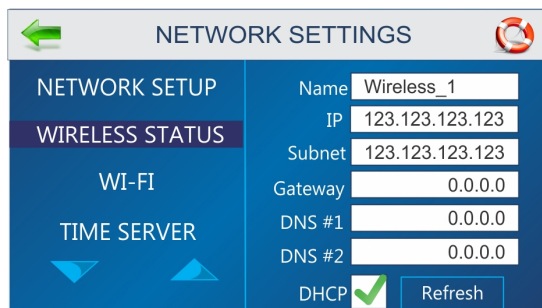 NETWORK SETTINGS
NETWORK SETUP
WIRELESS STATUS
WI-FI
TIME SERVER
Name Wireless_1
IP 123.123.123.123
Subnet 123.123.123.123
Gateway 0.0.0.0
DNS #1 0.0.0.0
DNS #2 0.0.0.0
DHCP Refresh